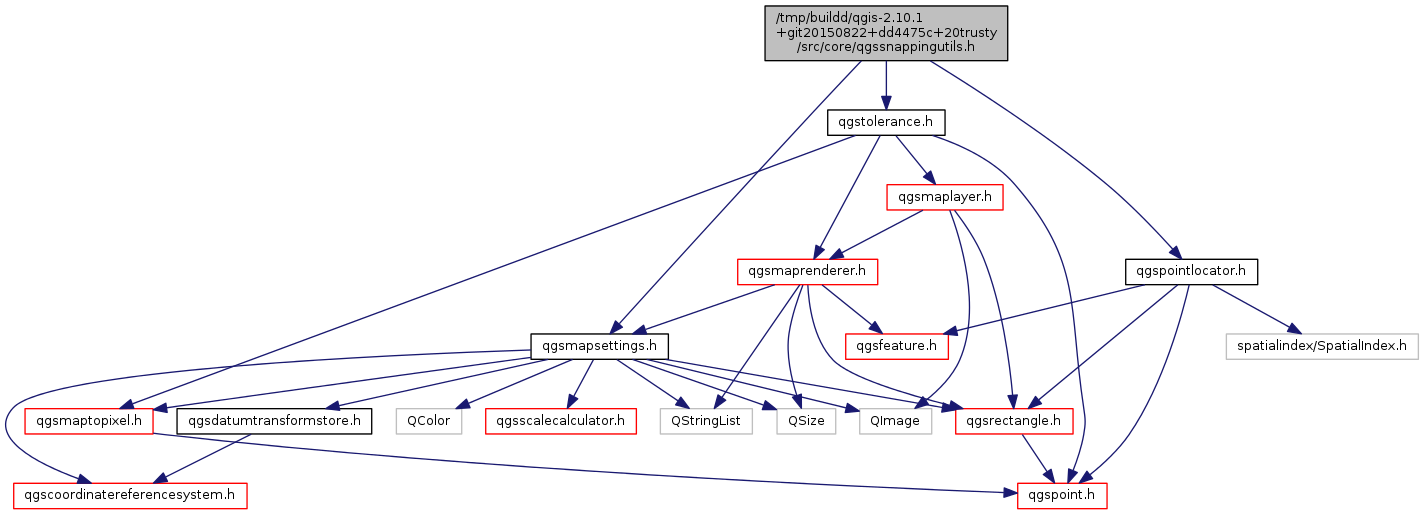 /tmp/buildd/qgis-2.10.1
+git20150822+dd4475c+20trusty
/src/core/qgssnappingutils.h
qgstolerance.h
qgsmaplayer.h
qgsmaprenderer.h
qgspointlocator.h
qgsmapsettings.h
qgsfeature.h
spatialindex/SpatialIndex.h
qgsmaptopixel.h
qgsdatumtransformstore.h
QColor
qgsscalecalculator.h
QStringList
QSize
QImage
qgsrectangle.h
qgscoordinatereferencesystem.h
qgspoint.h